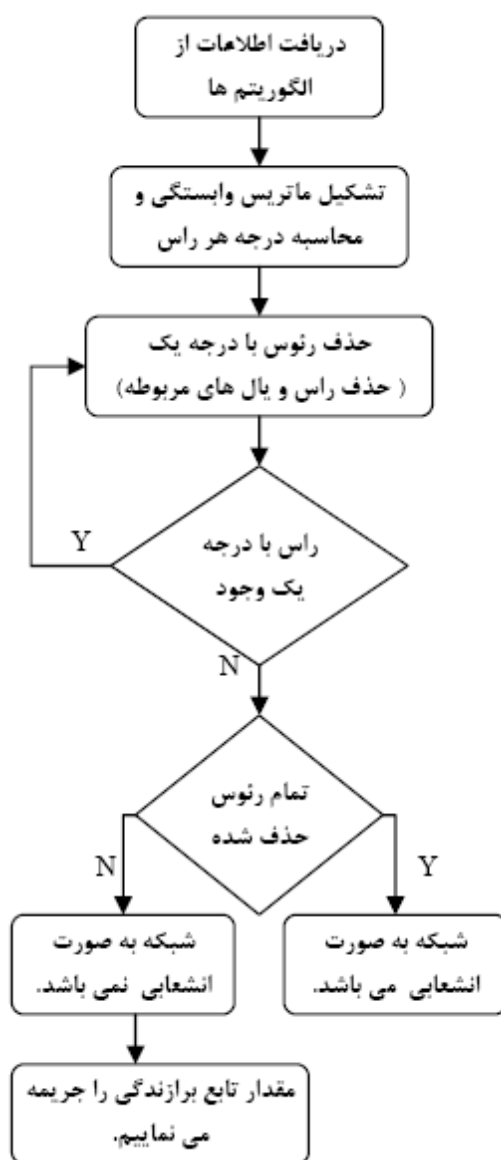 دریافت اطلاعات از
الگوریتم ها
تشکیل ماتریس وابستگی و
محاسبه درجه هر راس
حذف رئوس با درجه یک
( حذف راس و یال های مربوطه)
راس با درجه
یک وجود
Y
N
تمام رئوس
حذف شده
N
Y
شبکه به صورت
انشعابی نمی باشد.
شبکه به صورت
انشعابی می باشد.
مقدار تابع برازندگی را جریمه
می نماییم.